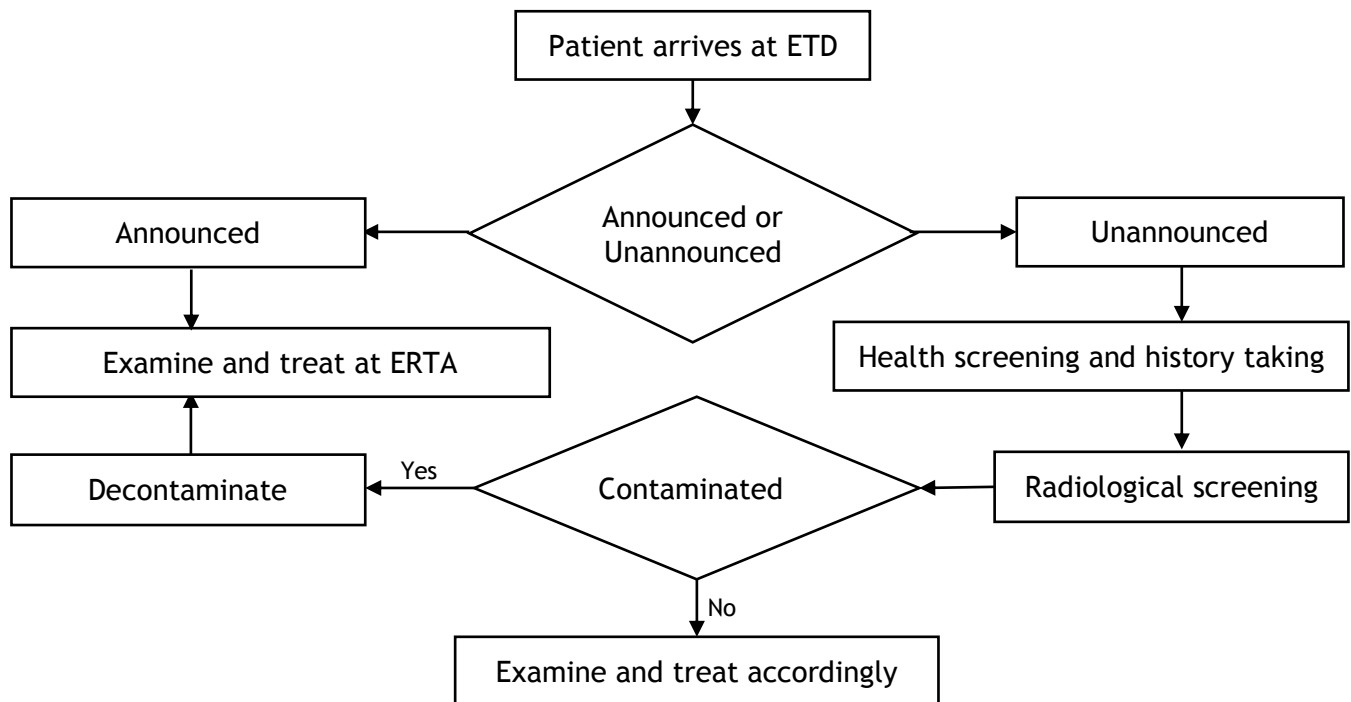 Patient arrives at ETD
Announced or
Unannounced
Announced
Unannounced
Examine and treat at ERTA
Health screening and history taking
Decontaminate
Yes
Contaminated
Radiological screening
No
Examine and treat accordingly